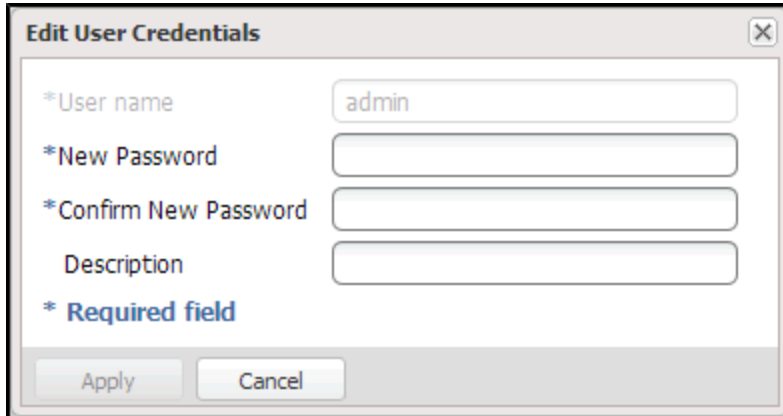 Edit User Credentials
*User name admin
*New Password
*Confirm New Password
Description
* Required field
Apply Cancel